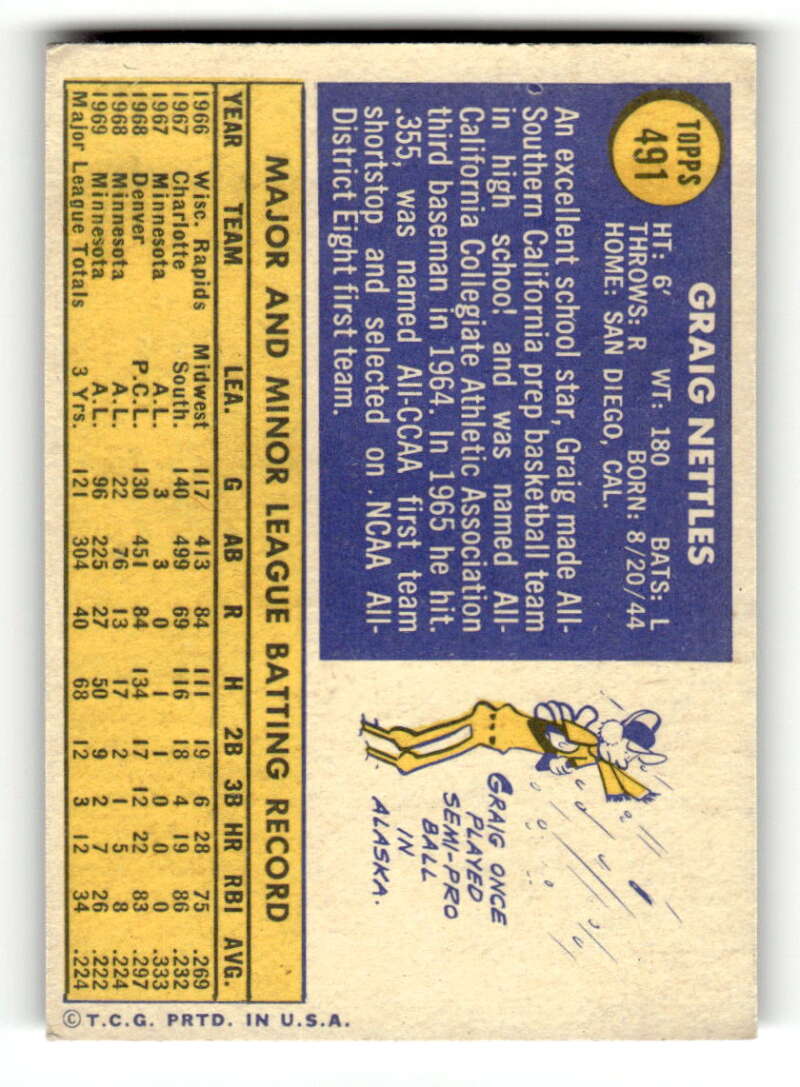 TOPPS
491
GRAIG NETTLES
HT: 6' WT: 180 BATS: L
THROWS: R BORN: 8/20/44
HOME: SAN DIEGO, CAL.
An excellent school star, Graig made All-
Southern California prep basketball team
in high school and was named All-
California Collegiate Athletic Association
third baseman in 1964. In 1965 he hit
.355, was named All-CCAA first team
shortstop and selected on NCAA All-
District Eight first team.
GRAIG ONCE
PLAYED
SEMI-PRO
BALL
IN
ALASKA.
MAJOR AND MINOR LEAGUE BATTING RECORD
YEAR TEAM LEA. G AB R H 2B 3B HR RBI AVG.
1966 Wisc. Rapids Midwest 117 413 84 111 19 6 28 75 .269
1967 Charlotte South. 140 499 69 116 18 4 19 86 .232
1967 Minnesota A.L. 3 3 0 1 1 0 0 0 .333
1968 Denver P.C.L. 130 451 84 134 17 12 22 83 .297
1968 Minnesota A.L. 22 76 13 17 2 1 5 8 .224
1969 Minnesota A.L. 96 225 27 50 9 2 7 26 .222
Major League Totals 3 Yrs. 121 304 40 68 12 3 12 34 .224
© T.C.G. PRTD. IN U.S.A.